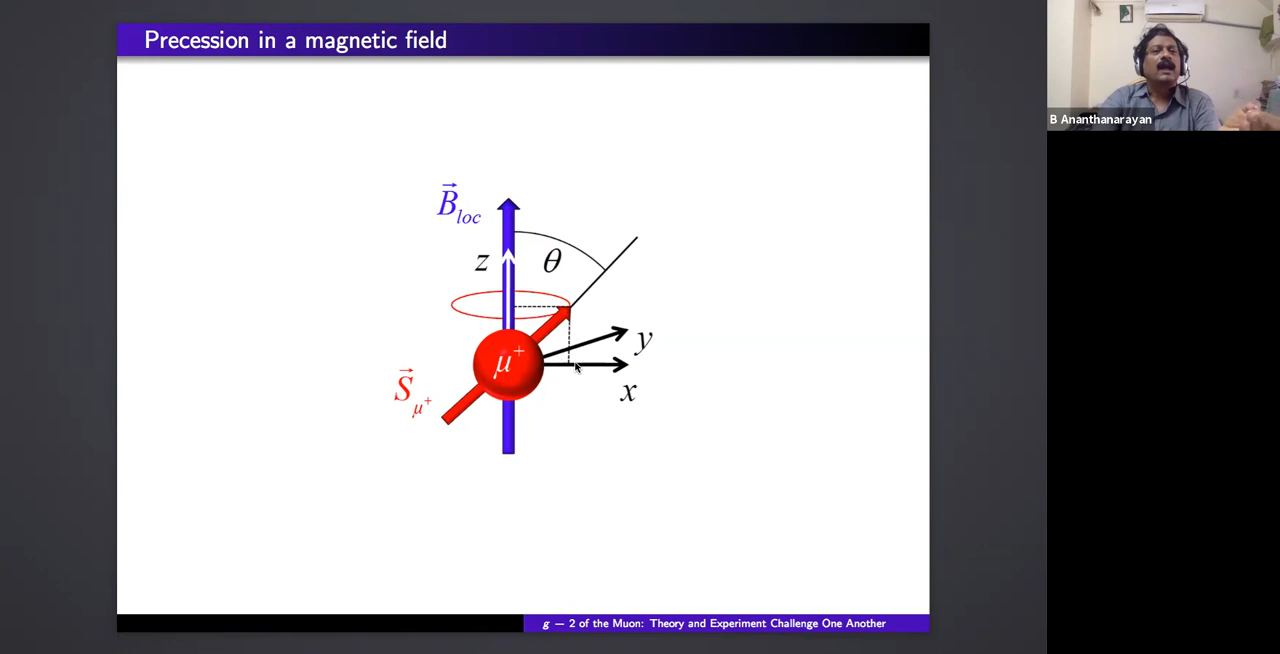 Precession in a magnetic field
B⃗loc
z
θ
μ+
y
x
S⃗μ+
g — 2 of the Muon: Theory and Experiment Challenge One Another
B Ananthanarayan